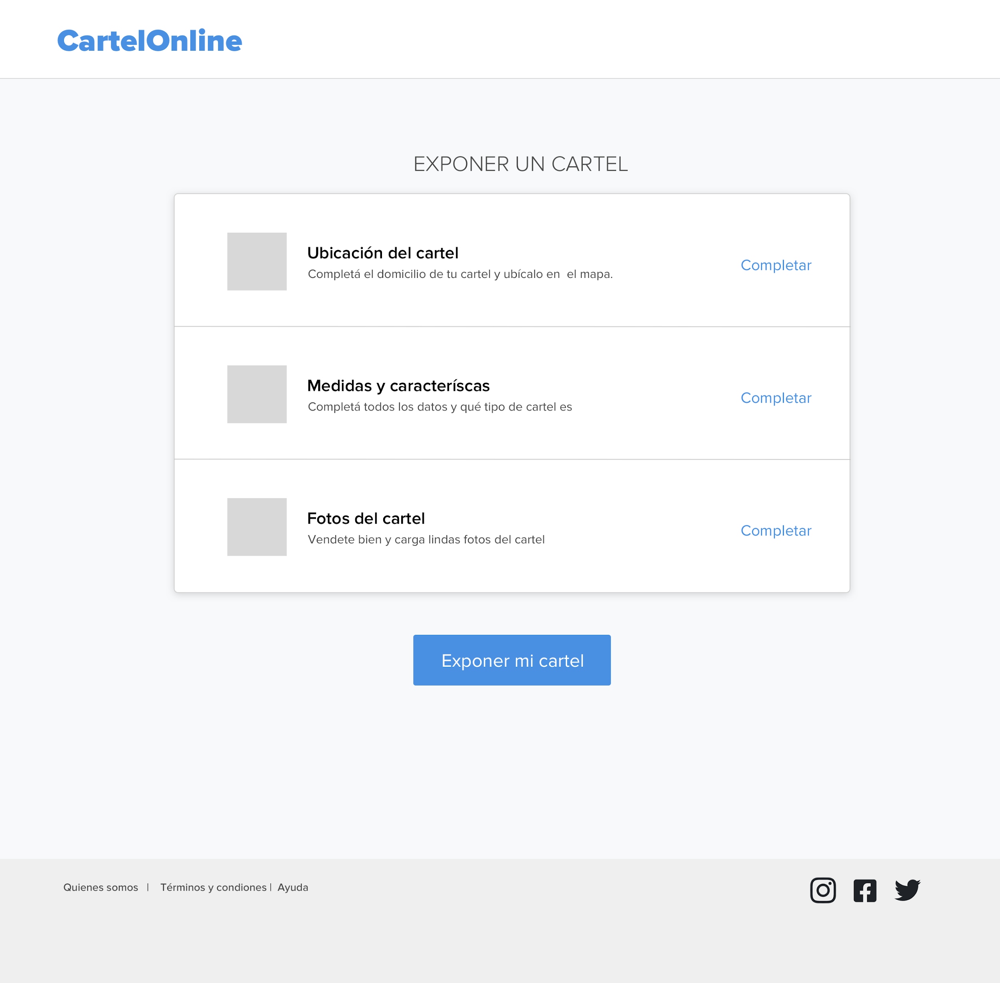 CartelOnline
EXPONER UN CARTEL
Ubicación del cartel
Completá el domicilio de tu cartel y ubícalo en  el mapa.
Completar
Medidas y caracteríscas
Completá todos los datos y qué tipo de cartel es
Completar
Fotos del cartel
Vendete bien y carga lindas fotos del cartel
Completar
Exponer mi cartel
Quienes somos | Términos y condiones | Ayuda